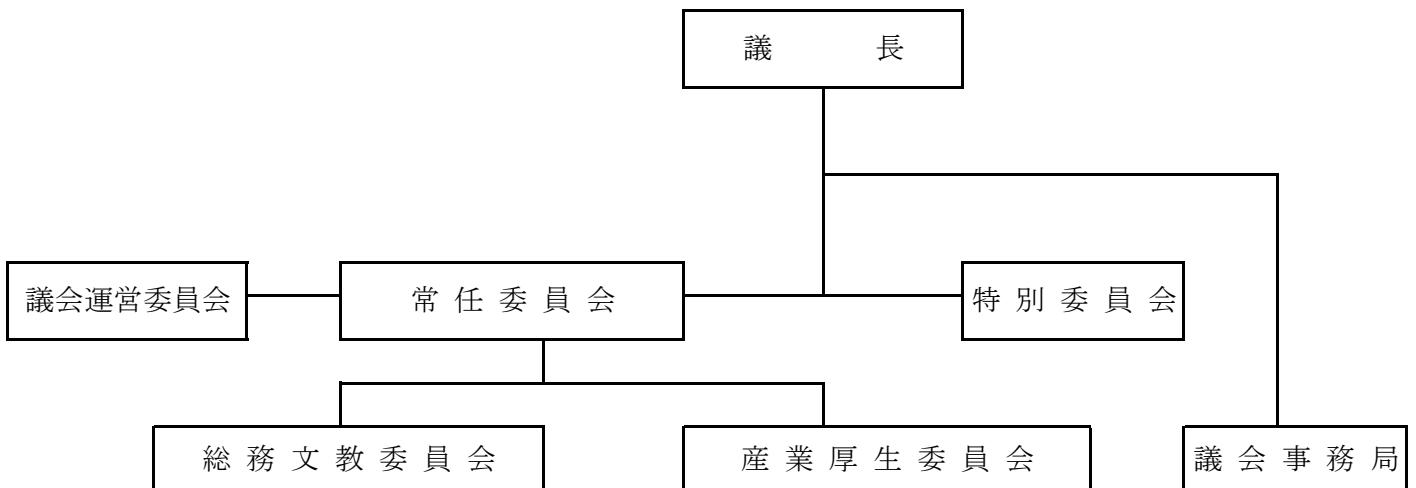 議長
議会運営委員会
常任委員会
特別委員会
総務文教委員会
産業厚生委員会
議会事務局